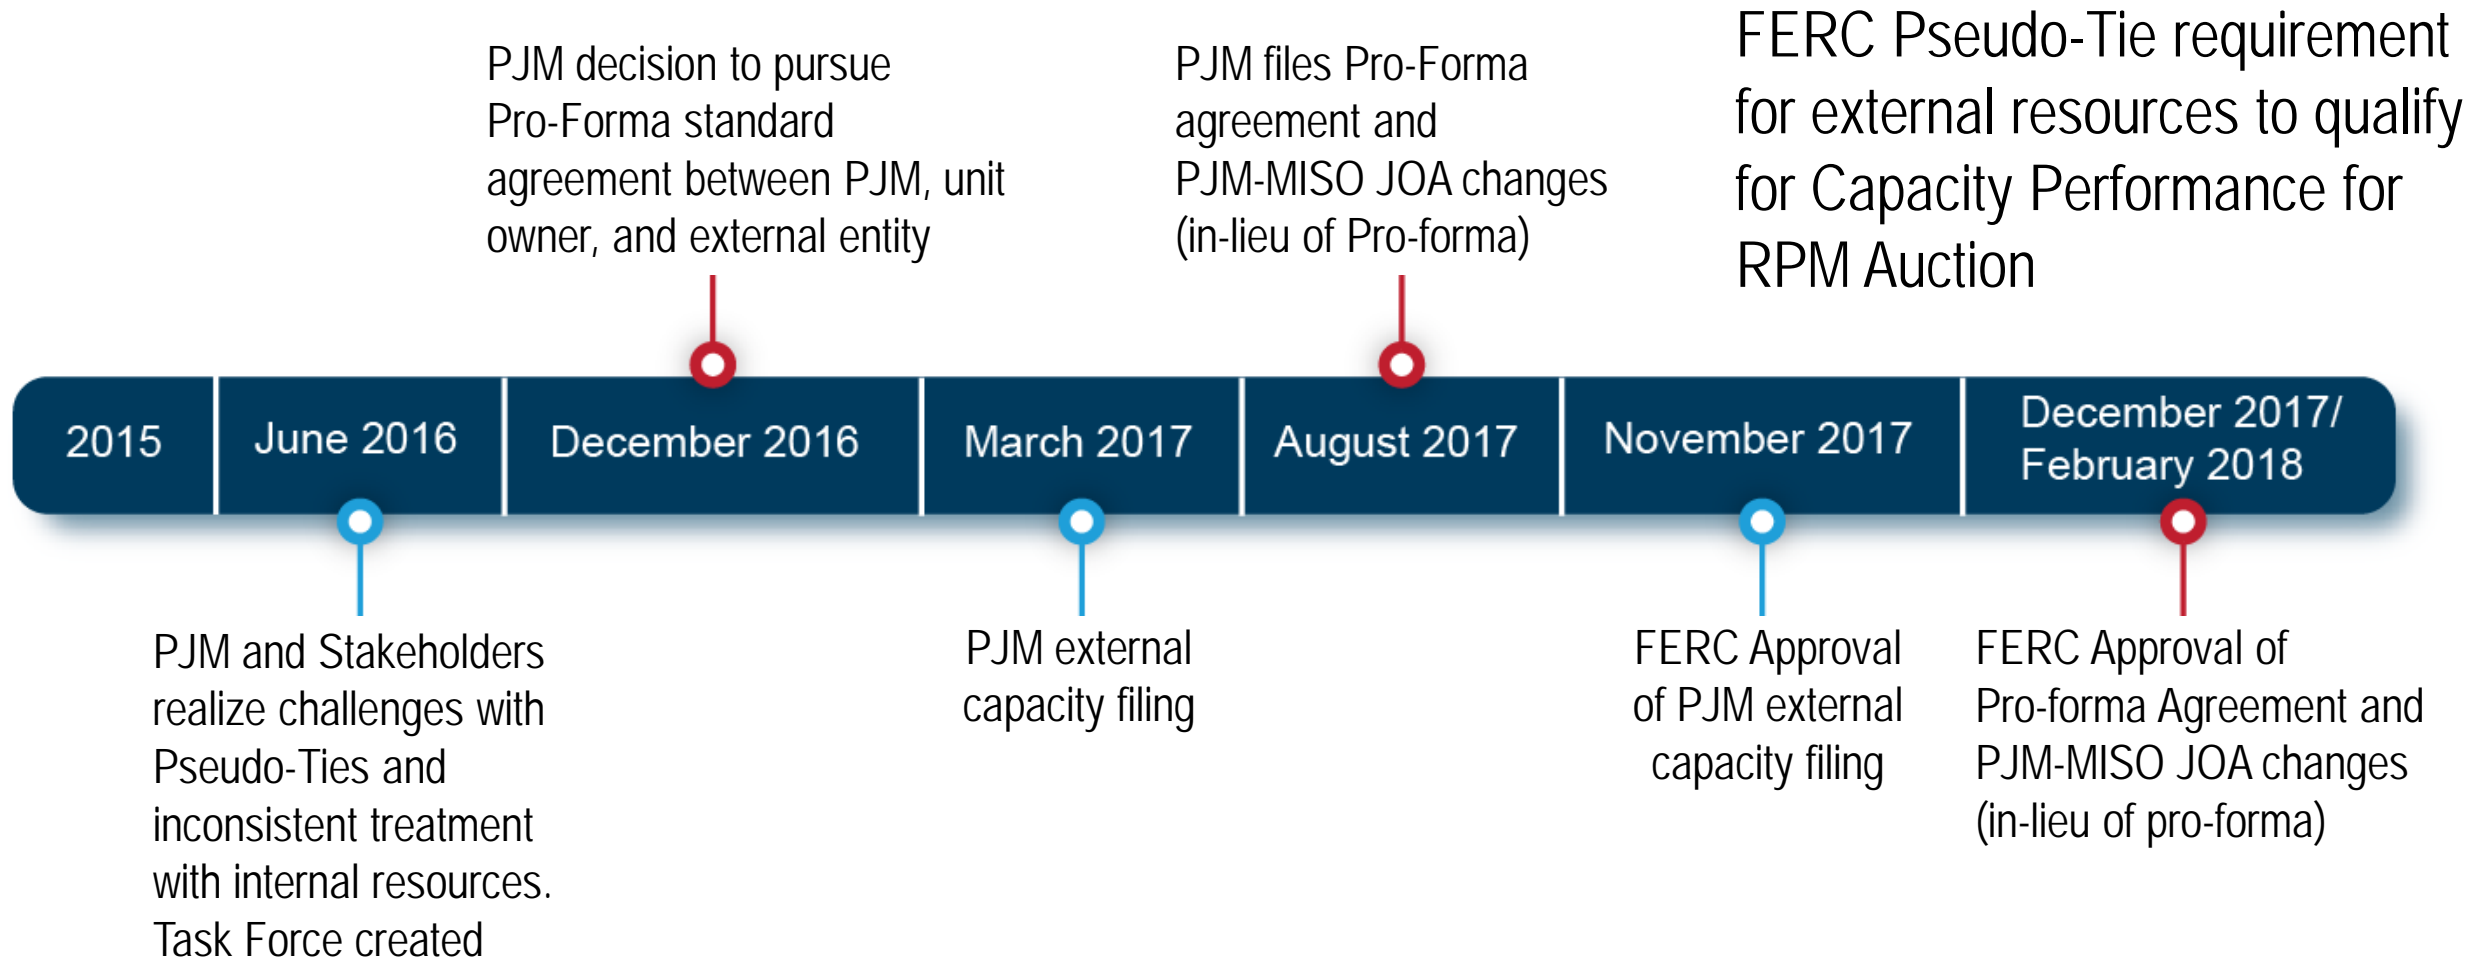 PJM decision to pursue
Pro-Forma standard
agreement between PJM, unit
owner, and external entity
PJM files Pro-Forma
agreement and
PJM-MISO JOA changes
(in-lieu of Pro-forma)
FERC Pseudo-Tie requirement
for external resources to qualify
for Capacity Performance for
RPM Auction
2015
June 2016
December 2016
March 2017
August 2017
November 2017
December 2017/
February 2018
PJM and Stakeholders
realize challenges with
Pseudo-Ties and
inconsistent treatment
with internal resources.
Task Force created
PJM external
capacity filing
FERC Approval
of PJM external
capacity filing
FERC Approval of
Pro-forma Agreement and
PJM-MISO JOA changes
(in-lieu of pro-forma)